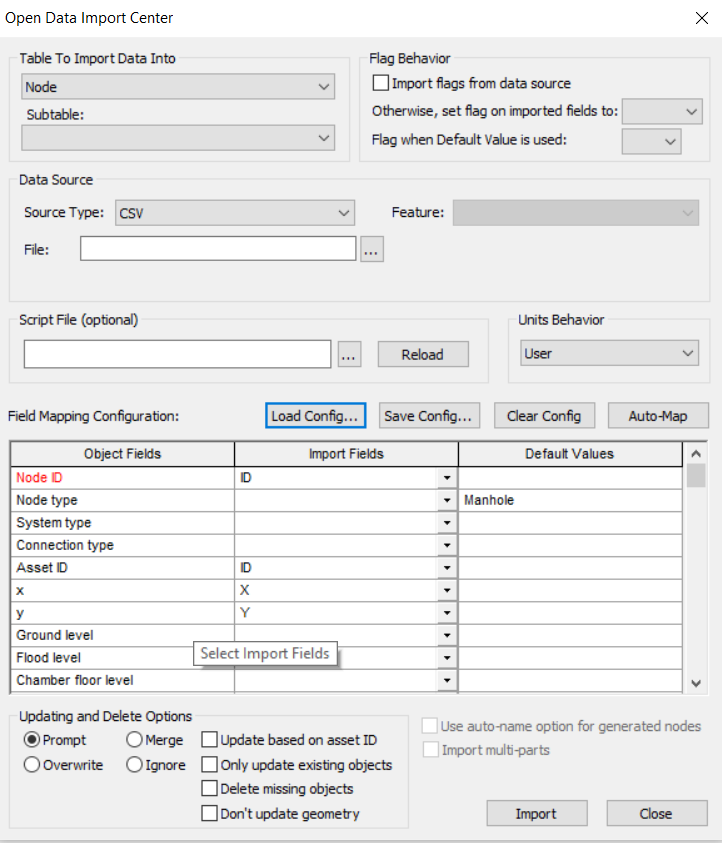 Open Data Import Center
Table To Import Data Into
Node
Subtable:
Flag Behavior
Import flags from data source
Otherwise, set flag on imported fields to:
Flag when Default Value is used:
Data Source
Source Type: CSV
Feature:
File:
...
Script File (optional)
...
Reload
Units Behavior
User
Field Mapping Configuration:
Load Config...
Save Config...
Clear Config
Auto-Map
Object Fields Import Fields Default Values
Node ID ID
Node type Manhole
System type
Connection type
Asset ID ID
x X
y Y
Ground level
Select Import Fields
Flood level
Chamber floor level
Updating and Delete Options
Prompt Merge Update based on asset ID
Overwrite Ignore Only update existing objects
Delete missing objects
Don't update geometry
Use auto-name option for generated nodes
Import multi-parts
Import
Close